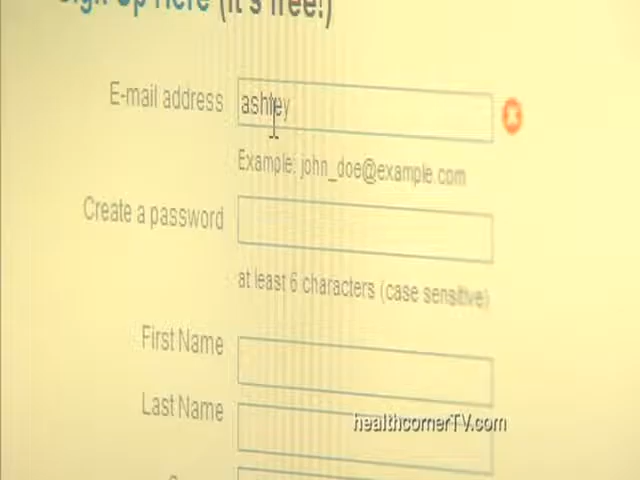 Sign Up Here (it's free!)
E-mail address
ashley
Example: john_doe@example.com
Create a password
at least 6 characters (case sensitive)
First Name
Last Name
healthcornerTV.com